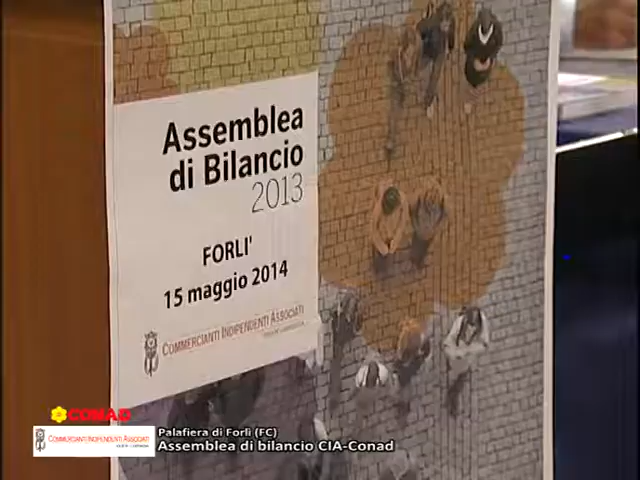 Assemblea
di Bilancio
2013
FORLI'
15 maggio 2014
COMMERCIANTI INDIPENDENTI ASSOCIATI
CONAD
COMMERCIANTI INDIPENDENTI ASSOCIATI
Palafiera di Forlì (FC)
Assemblea di bilancio CIA-Conad